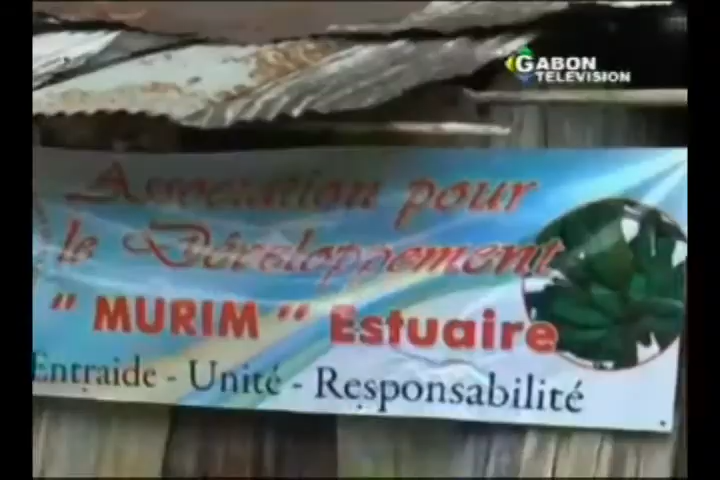 GABON
TELEVISION
Association pour
le Développement
" MURIM " Estuaire
Entraide - Unité - Responsabilité